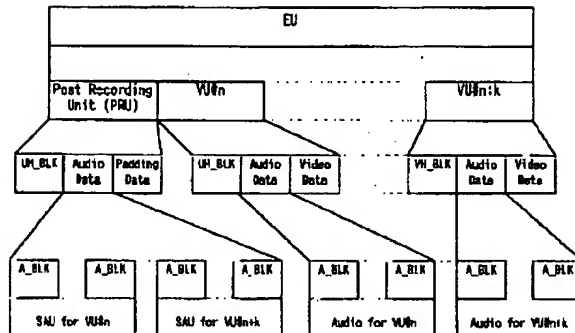 EU
Post Recording VU#n VU#n+k
Unit (PRU)
UH_BLK Audio Padding UH_BLK Audio Video VH_BLK Audio Video
Data Data Data Data Data Data
A_BLK A_BLK A_BLK A_BLK A_BLK A_BLK A_BLK A_BLK
SAU for VU#n SAU for VU#n+k Audio for VU#n Audio for VU#n+k